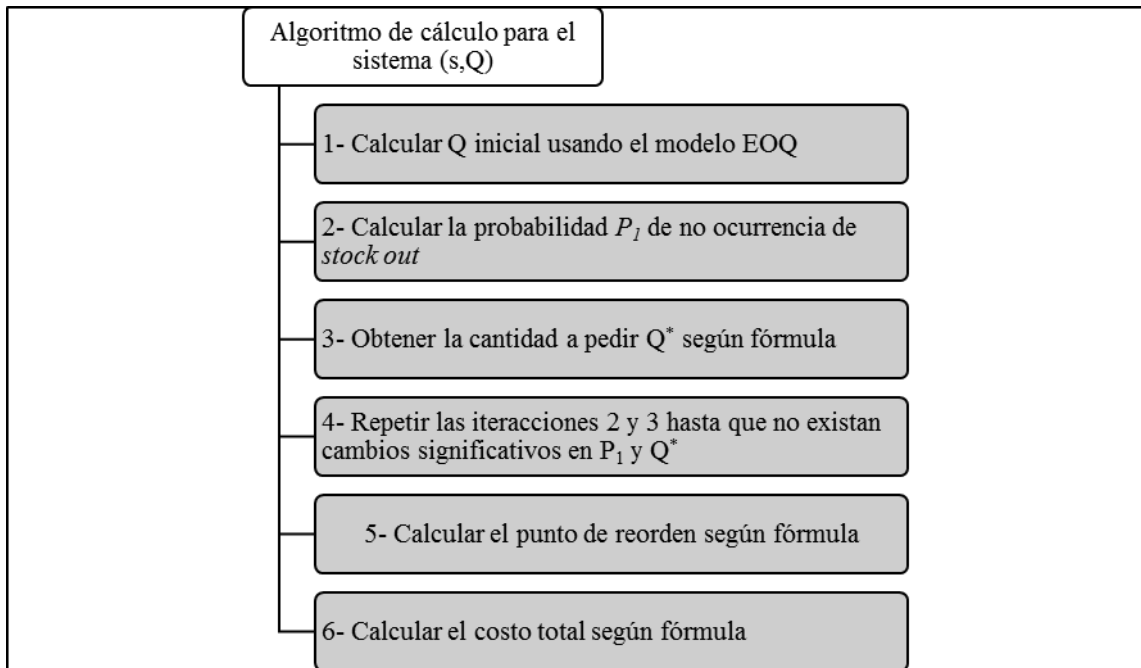 Algoritmo de cálculo para el
sistema (s,Q)
1- Calcular Q inicial usando el modelo EOQ
2- Calcular la probabilidad P₁ de no ocurrencia de
stock out
3- Obtener la cantidad a pedir Q* según fórmula
4- Repetir las iteracciones 2 y 3 hasta que no existan
cambios significativos en P₁ y Q*
5- Calcular el punto de reorden según fórmula
6- Calcular el costo total según fórmula